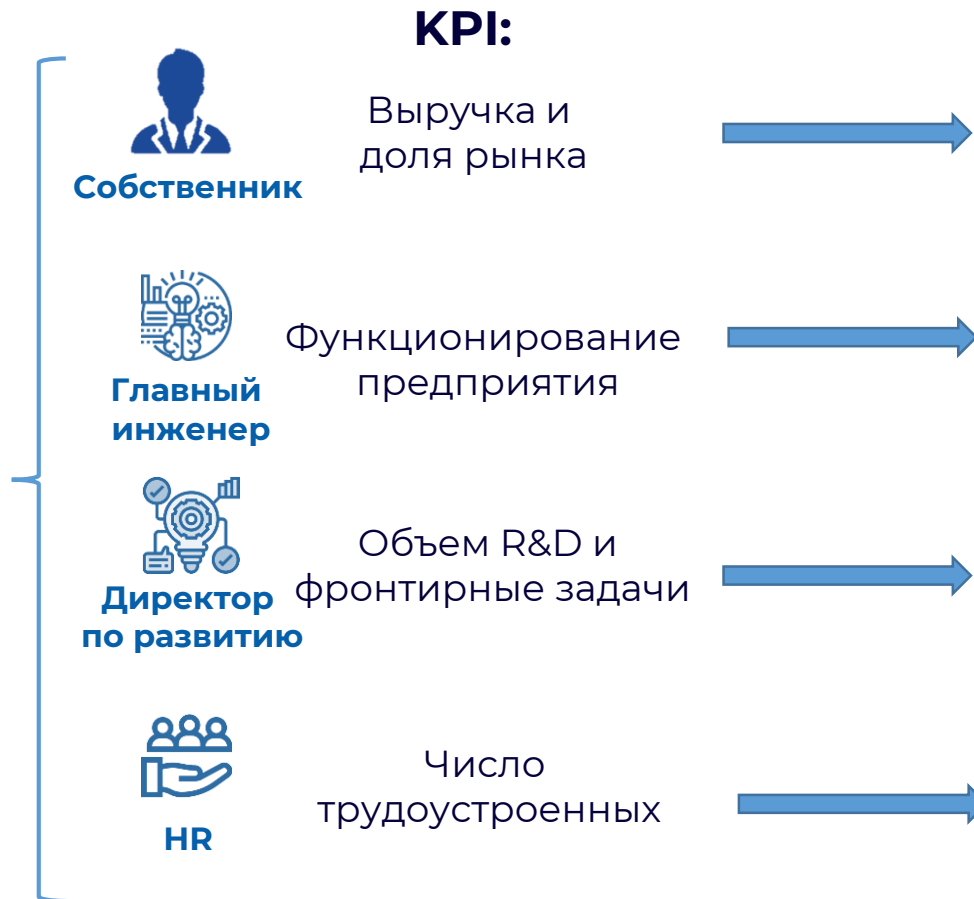 KPI:
Выручка и
доля рынка
Собственник
Функционирование
предприятия
Главный
инженер
Объем R&D и
фронтирные задачи
Директор
по развитию
Число
трудоустроенных
HR